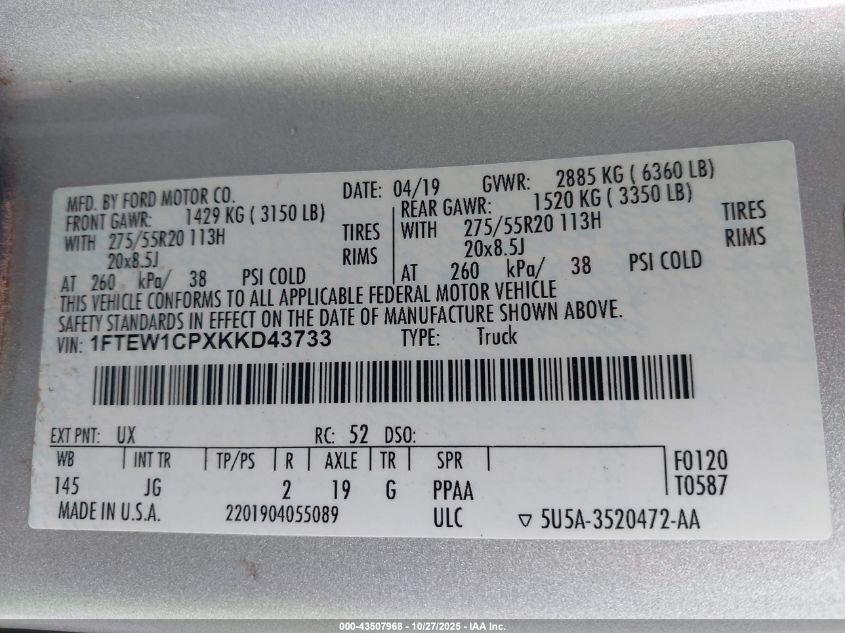 MFD. BY FORD MOTOR CO. DATE: 04/19 GVWR: 2885 KG ( 6360 LB)
FRONT GAWR: 1429 KG ( 3150 LB) REAR GAWR: 1520 KG ( 3350 LB)
WITH 275/55R20 113H TIRES WITH 275/55R20 113H TIRES
20x8.5J RIMS 20x8.5J RIMS
AT 260 kPa/ 38 PSI COLD AT 260 kPa/ 38 PSI COLD
THIS VEHICLE CONFORMS TO ALL APPLICABLE FEDERAL MOTOR VEHICLE
SAFETY STANDARDS IN EFFECT ON THE DATE OF MANUFACTURE SHOWN ABOVE.
VIN: 1FTEW1CPXKKD43733 TYPE: Truck
EXT PNT: UX RC: 52 DSO:
WB INT TR TP/PS R AXLE TR SPR F0120
145 JG 2 19 G PPAA T0587
MADE IN U.S.A. 2201904055089 ULC ▽ 5U5A-3520472-AA
000-43507968 - 10/27/2025 - IAA Inc.